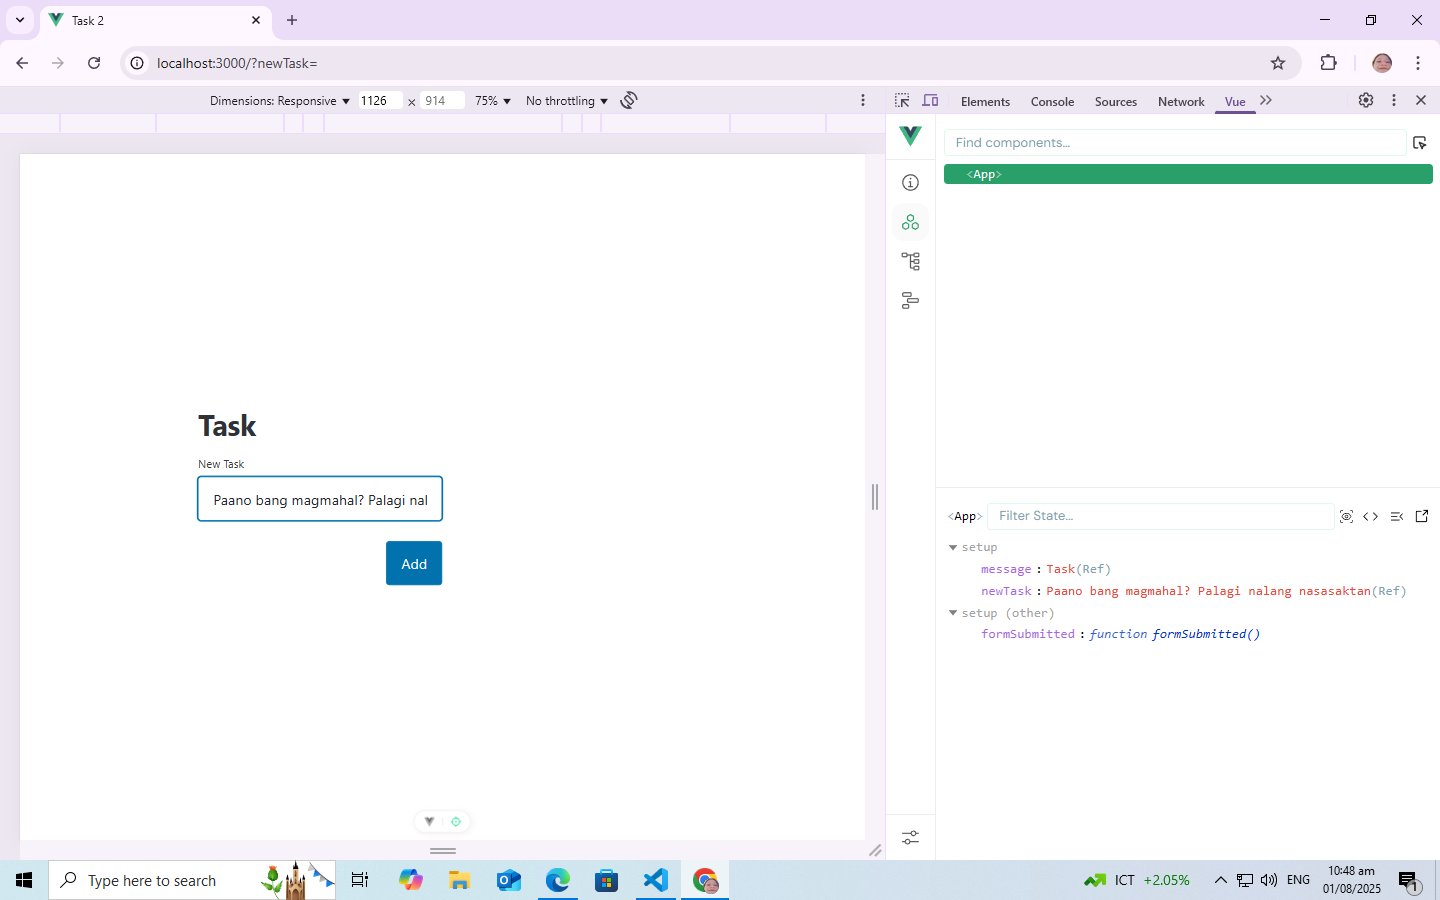 Task 2
localhost:3000/?newTask=
Dimensions: Responsive 1126 × 914 75% No throttling
Elements Console Sources Network Vue
Find components...
<App>
Task
New Task
Paano bang magmahal? Palagi nal
Add
<App> Filter State...
setup
message : Task(Ref)
newTask : Paano bang magmahal? Palagi nalang nasasaktan(Ref)
setup (other)
formSubmitted : function formSubmitted()
Type here to search
ICT +2.05%
ENG
10:48 am
01/08/2025
1